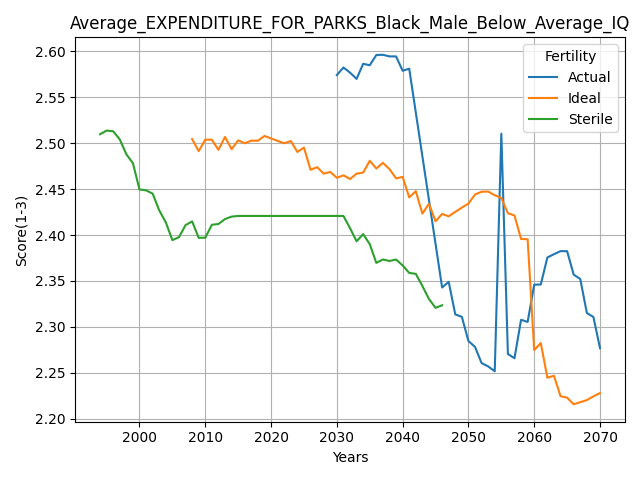 Average_EXPENDITURE_FOR_PARKS_Black_Male_Below_Average_IQ
Fertility
Actual
Ideal
Sterile
Score(1-3)
2.60
2.55
2.50
2.45
2.40
2.35
2.30
2.25
2.20
2000
2010
2020
2030
2040
2050
2060
2070
Years